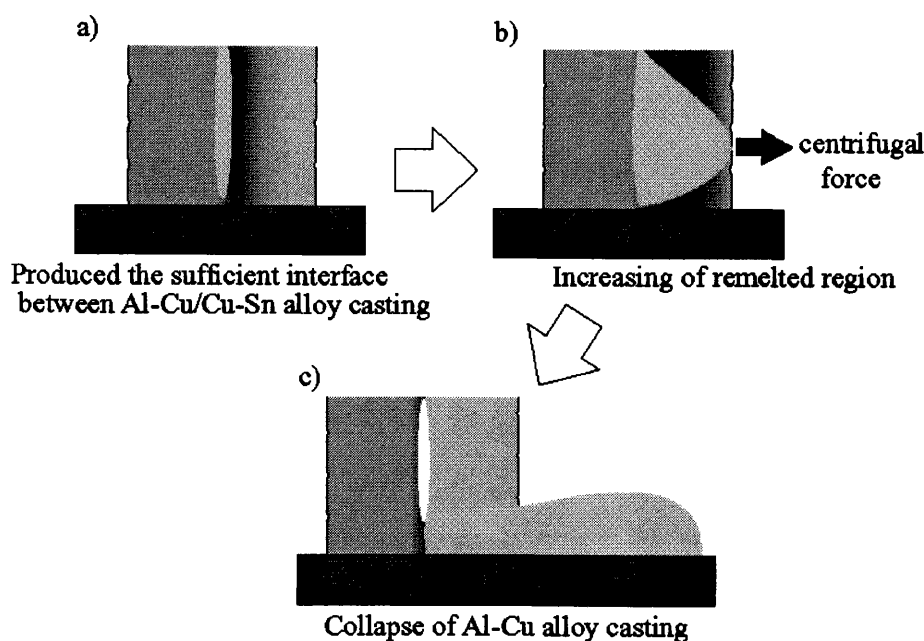 a)
b)
centrifugal
force
Produced the sufficient interface
between Al-Cu/Cu-Sn alloy casting
Increasing of remelted region
c)
Collapse of Al-Cu alloy casting